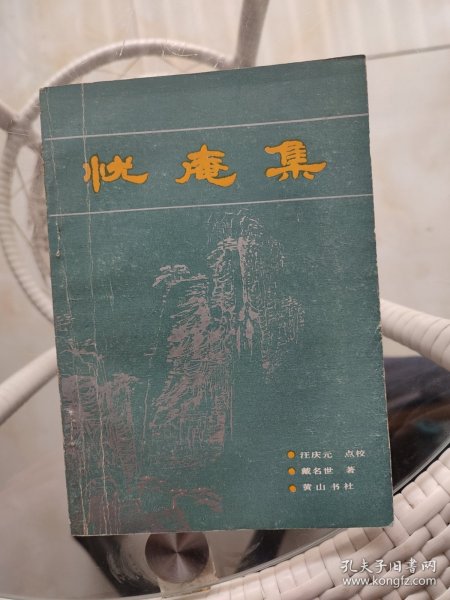 忧庵集
汪庆元 点校
戴名世 著
黄山书社
孔夫子旧书网
www.kongfz.com